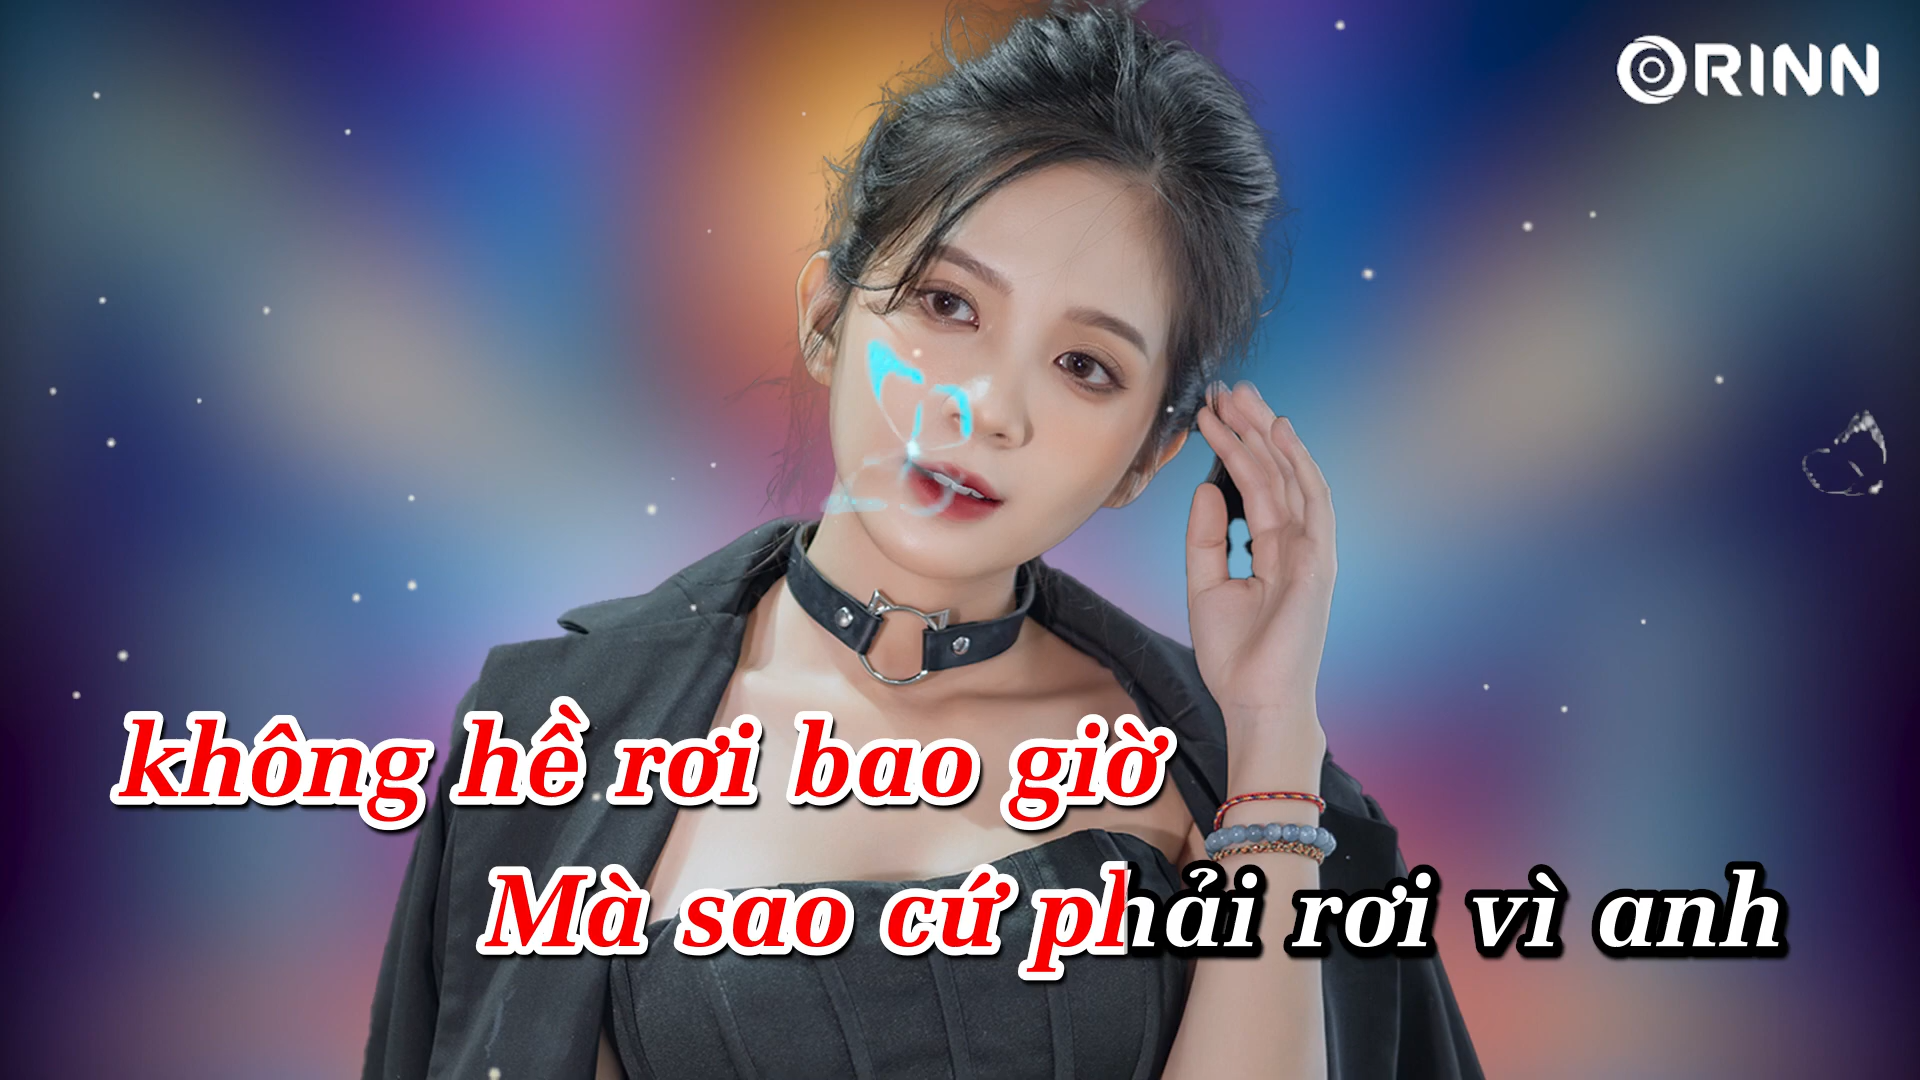 ORINN
không hề rơi bao giờ
Mà sao cứ phải rơi vì anh